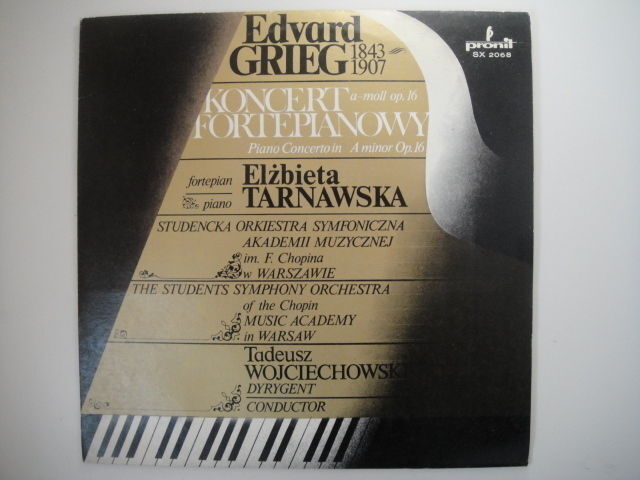 Edvard
GRIEG 1843 1907
pronit
SX 2068
KONCERT a-moll op. 16
FORTEPIANOWY
Piano Concerto in A minor Op. 16
fortepian Elżbieta
piano TARNAWSKA
STUDENCKA ORKIESTRA SYMFONICZNA
AKADEMII MUZYCZNEJ
im. F. Chopina
w WARSZAWIE
THE STUDENTS SYMPHONY ORCHESTRA
of the Chopin
MUSIC ACADEMY
in WARSAW
Tadeusz
WOJCIECHOWSKI
DYRYGENT
CONDUCTOR